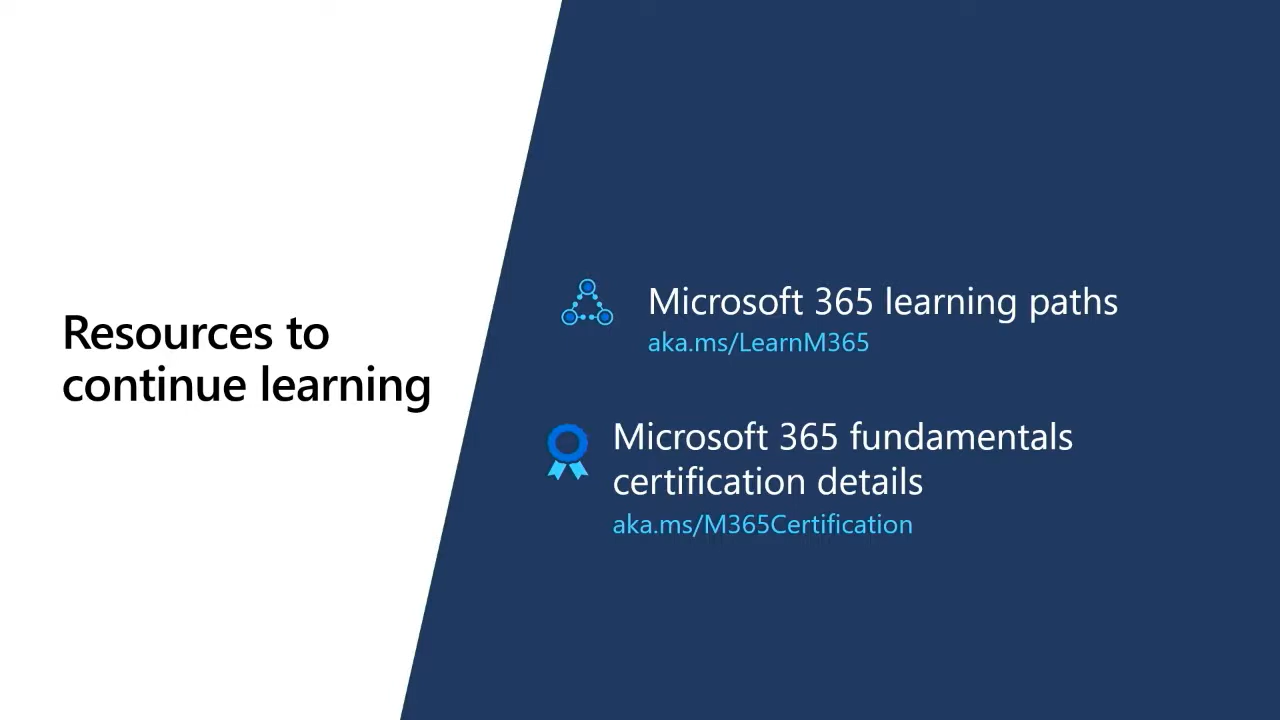 Resources to
continue learning
Microsoft 365 learning paths
aka.ms/LearnM365
Microsoft 365 fundamentals
certification details
aka.ms/M365Certification